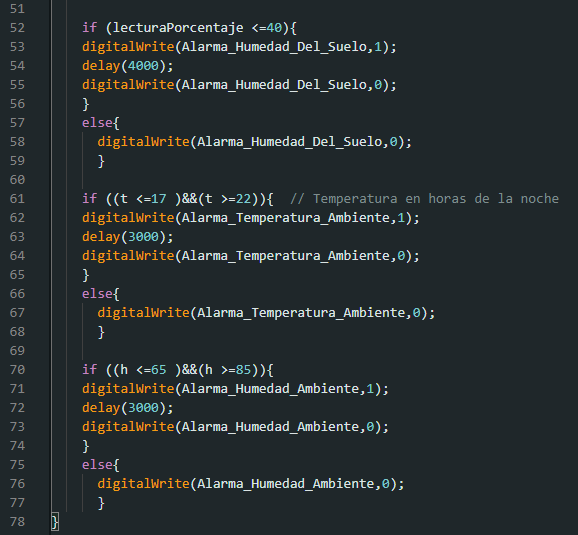 51
52 if (lecturaPorcentaje <=40){
53 digitalWrite(Alarma_Humedad_Del_Suelo,1);
54 delay(4000);
55 digitalWrite(Alarma_Humedad_Del_Suelo,0);
56 }
57 else{
58 digitalWrite(Alarma_Humedad_Del_Suelo,0);
59 }
60
61 if ((t <=17 )&&(t >=22)){  // Temperatura en horas de la noche
62 digitalWrite(Alarma_Temperatura_Ambiente,1);
63 delay(3000);
64 digitalWrite(Alarma_Temperatura_Ambiente,0);
65 }
66 else{
67 digitalWrite(Alarma_Temperatura_Ambiente,0);
68 }
69
70 if ((h <=65 )&&(h >=85)){
71 digitalWrite(Alarma_Humedad_Ambiente,1);
72 delay(3000);
73 digitalWrite(Alarma_Humedad_Ambiente,0);
74 }
75 else{
76 digitalWrite(Alarma_Humedad_Ambiente,0);
77 }
78 }